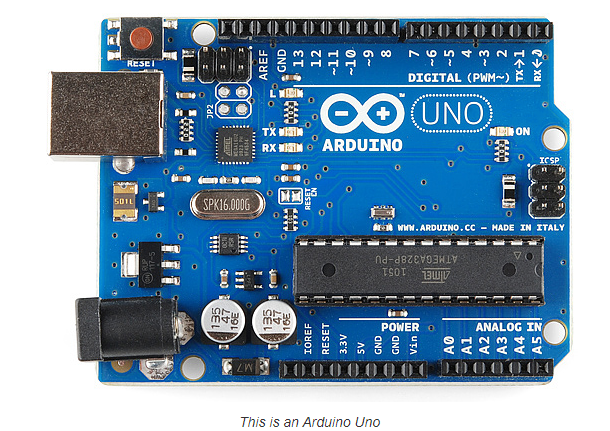 RESET
AREF
GND
13
12
~11
~10
~9
8
7
~6
~5
4
~3
2
TX→1
RX←0
DIGITAL (PWM~)
JP2
L
TX
RX
ARDUINO
UNO
™
ON
ICSP
RESET
EN
SPK16.000G
WWW.ARDUINO.CC – MADE IN ITALY
ATMEL
ATMEGA328P-PU
1051
501L
135
47
16E
135
47
16E
M7
POWER
ANALOG IN
IOREF
RESET
3.3V
5V
GND
GND
Vin
A0
A1
A2
A3
A4
A5
This is an Arduino Uno